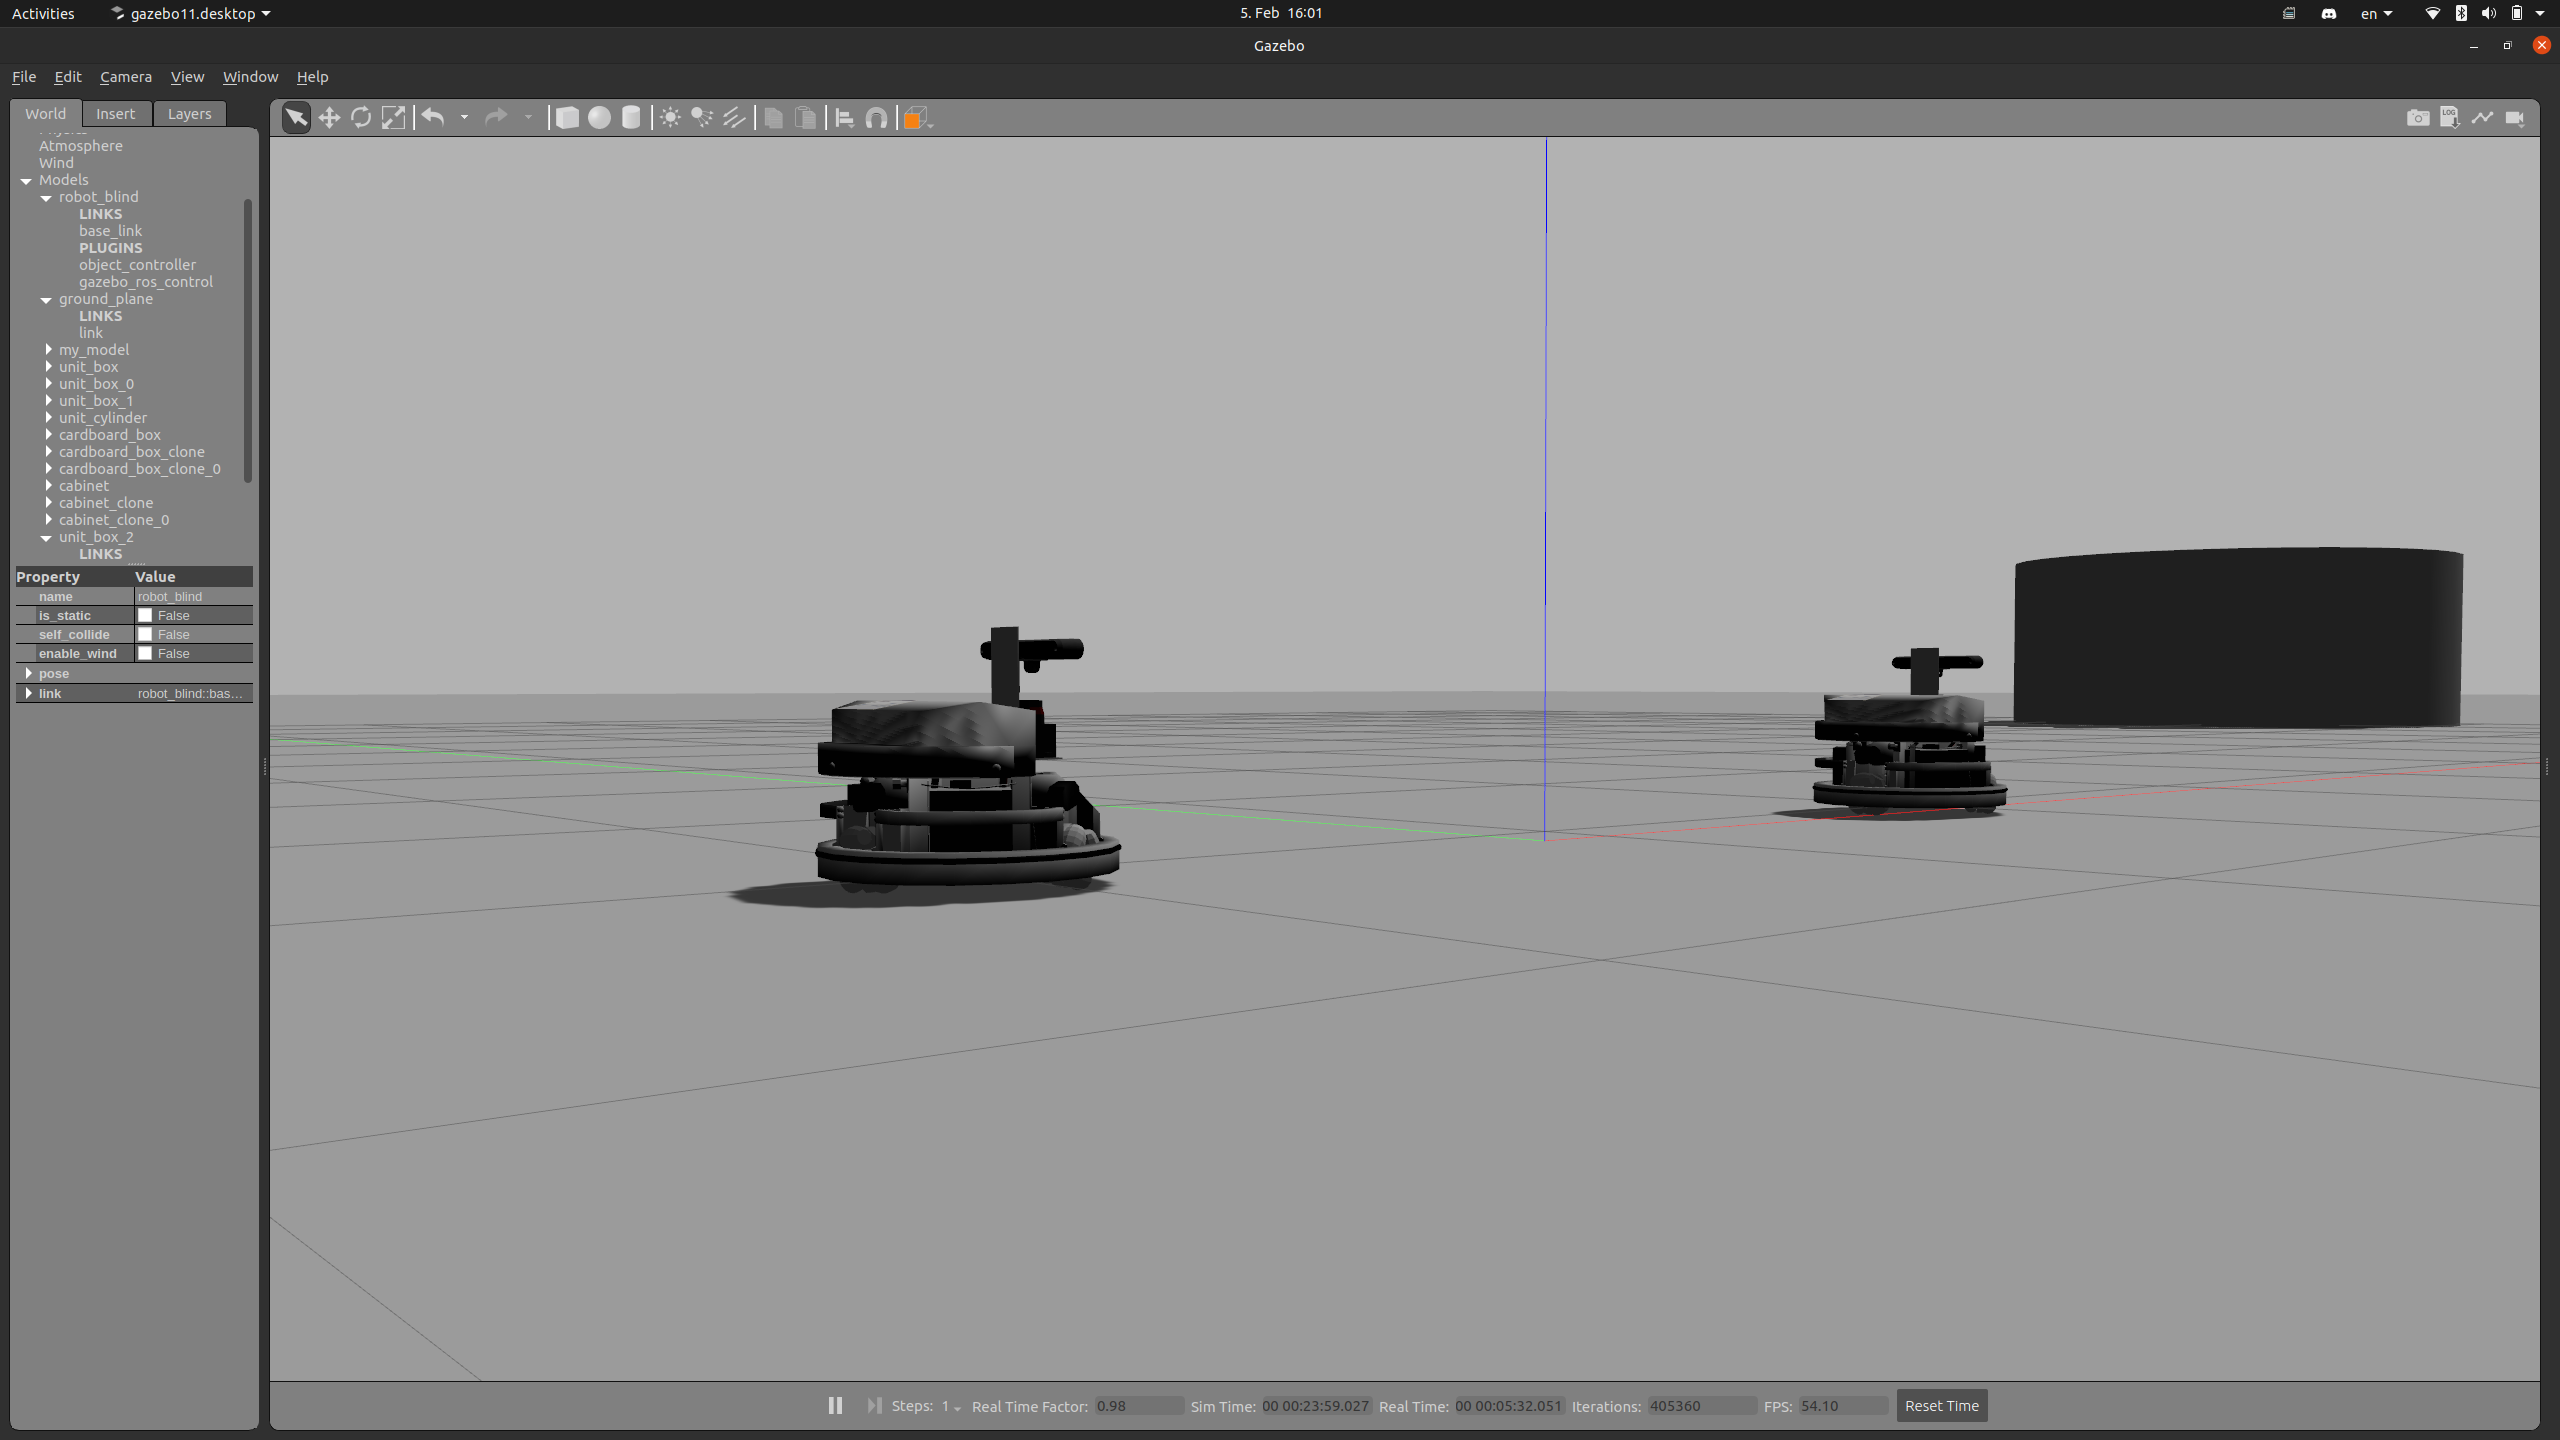 Activities gazebo11.desktop 5. Feb 16:01 en
Gazebo
File Edit Camera View Window Help
World Insert Layers
Atmosphere
Wind
Models
robot_blind
LINKS
base_link
PLUGINS
object_controller
gazebo_ros_control
ground_plane
LINKS
link
my_model
unit_box
unit_box_0
unit_box_1
unit_cylinder
cardboard_box
cardboard_box_clone
cardboard_box_clone_0
cabinet
cabinet_clone
cabinet_clone_0
unit_box_2
LINKS
Property Value
name robot_blind
is_static False
self_collide False
enable_wind False
pose
link robot_blind::bas...
LOG
Steps: 1 Real Time Factor: 0.98 Sim Time: 00 00:23:59.027 Real Time: 00 00:05:32.051 Iterations: 405360 FPS: 54.10 Reset Time